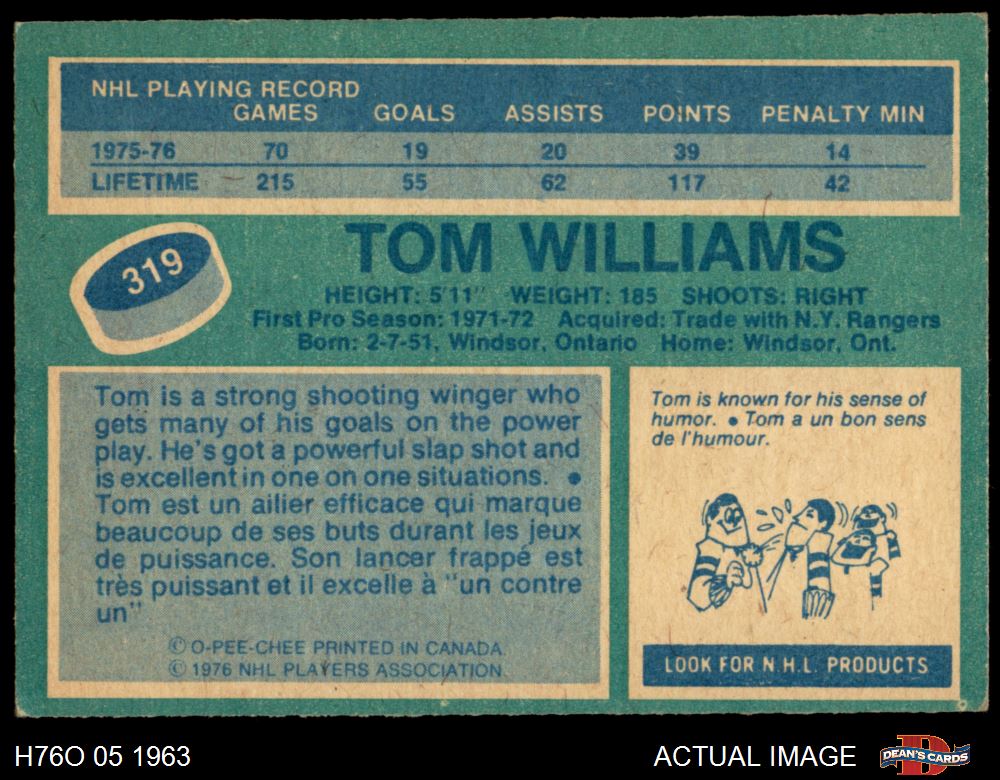 NHL PLAYING RECORD
GAMES GOALS ASSISTS POINTS PENALTY MIN
1975-76 70 19 20 39 14
LIFETIME 215 55 62 117 42
319
TOM WILLIAMS
HEIGHT: 5'11" WEIGHT: 185 SHOOTS: RIGHT
First Pro Season: 1971-72 Acquired: Trade with N.Y. Rangers
Born: 2-7-51, Windsor, Ontario Home: Windsor, Ont.
Tom is a strong shooting winger who
gets many of his goals on the power
play. He's got a powerful slap shot and
is excellent in one on one situations. •
Tom est un ailier efficace qui marque
beaucoup de ses buts durant les jeux
de puissance. Son lancer frappé est
très puissant et il excelle à "un contre
un"
© O-PEE-CHEE PRINTED IN CANADA.
© 1976 NHL PLAYERS ASSOCIATION.
Tom is known for his sense of
humor. • Tom a un bon sens
de l'humour.
LOOK FOR N.H.L. PRODUCTS
H76O 05 1963
ACTUAL IMAGE
D
DEAN'S CARDS